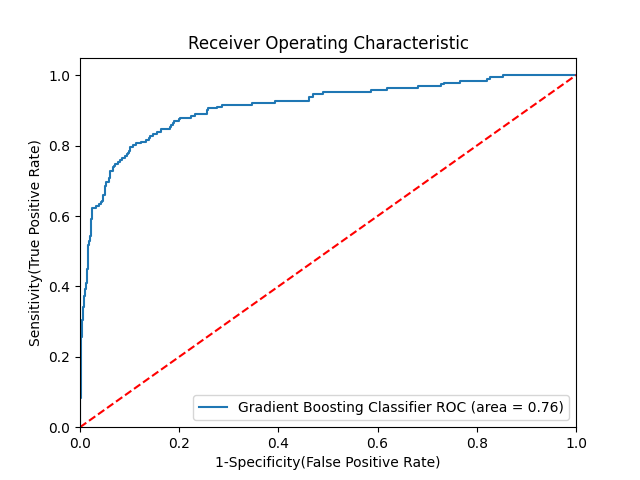 Receiver Operating Characteristic
Sensitivity(True Positive Rate)
1.0
0.8
0.6
0.4
0.2
0.0
Gradient Boosting Classifier ROC (area = 0.76)
0.0 0.2 0.4 0.6 0.8 1.0
1-Specificity(False Positive Rate)